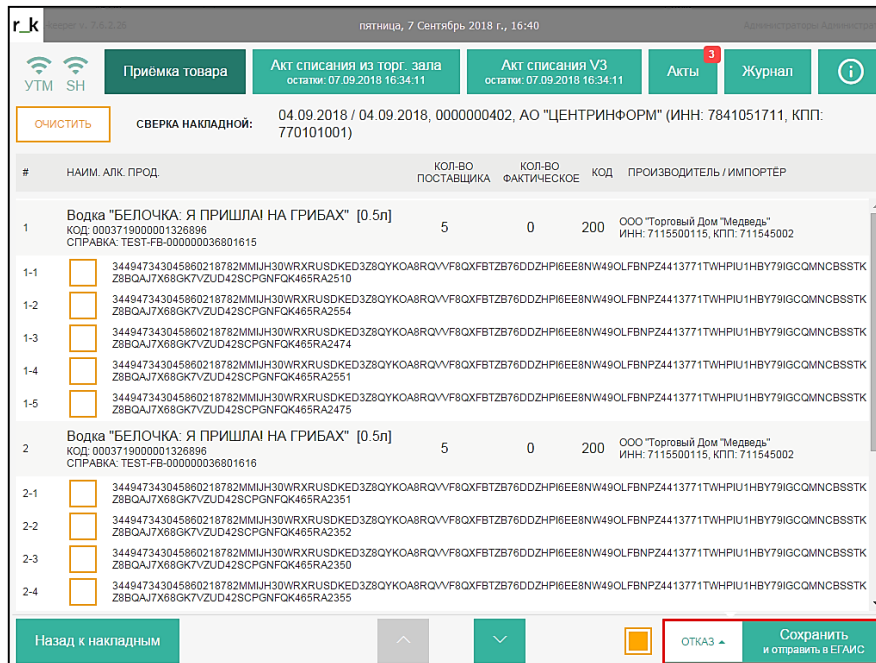 r_k keeper v. 7.6.3.26 пятница, 7 Сентябрь 2018 г., 16:40 Администраторы
УТМ SH
Приёмка товара
Акт списания из торг. зала
остатки: 07.09.2018 16:34:11
Акт списания V3
остатки: 07.09.2018 16:34:11
Акты 3
Журнал
ОЧИСТИТЬ
СВЕРКА НАКЛАДНОЙ:
04.09.2018 / 04.09.2018, 0000000402, АО "ЦЕНТРИНФОРМ" (ИНН: 7841051711, КПП:
770101001)
# НАИМ. АЛК. ПРОД. КОЛ-ВО ПОСТАВЩИКА КОЛ-ВО ФАКТИЧЕСКОЕ КОД ПРОИЗВОДИТЕЛЬ / ИМПОРТЁР
1 Водка "БЕЛОЧКА: Я ПРИШЛА! НА ГРИБАХ" [0.5л] 5 0 200 ООО "Торговый Дом "Медведь"
КОД: 0003719000001326896 ИНН: 7115500115, КПП: 711545002
СПРАВКА: TEST-FB-000000036801615
1-1 344947343045860218782MMIJH30WRXRUSDKED3Z8QYKOA8RQVVF8QXFBTZB76DDZHPI6EE8NW49OLFBNPZ4413771TWHPIU1HBY79IGCQMNCBSSTK
Z8BQAJ7X68GK7VZUD42SCPGNFQK465RA2510
1-2 344947343045860218782MMIJH30WRXRUSDKED3Z8QYKOA8RQVVF8QXFBTZB76DDZHPI6EE8NW49OLFBNPZ4413771TWHPIU1HBY79IGCQMNCBSSTK
Z8BQAJ7X68GK7VZUD42SCPGNFQK465RA2554
1-3 344947343045860218782MMIJH30WRXRUSDKED3Z8QYKOA8RQVVF8QXFBTZB76DDZHPI6EE8NW49OLFBNPZ4413771TWHPIU1HBY79IGCQMNCBSSTK
Z8BQAJ7X68GK7VZUD42SCPGNFQK465RA2474
1-4 344947343045860218782MMIJH30WRXRUSDKED3Z8QYKOA8RQVVF8QXFBTZB76DDZHPI6EE8NW49OLFBNPZ4413771TWHPIU1HBY79IGCQMNCBSSTK
Z8BQAJ7X68GK7VZUD42SCPGNFQK465RA2551
1-5 344947343045860218782MMIJH30WRXRUSDKED3Z8QYKOA8RQVVF8QXFBTZB76DDZHPI6EE8NW49OLFBNPZ4413771TWHPIU1HBY79IGCQMNCBSSTK
Z8BQAJ7X68GK7VZUD42SCPGNFQK465RA2475
2 Водка "БЕЛОЧКА: Я ПРИШЛА! НА ГРИБАХ" [0.5л] 5 0 200 ООО "Торговый Дом "Медведь"
КОД: 0003719000001326896 ИНН: 7115500115, КПП: 711545002
СПРАВКА: TEST-FB-000000036801616
2-1 344947343045860218782MMIJH30WRXRUSDKED3Z8QYKOA8RQVVF8QXFBTZB76DDZHPI6EE8NW49OLFBNPZ4413771TWHPIU1HBY79IGCQMNCBSSTK
Z8BQAJ7X68GK7VZUD42SCPGNFQK465RA2351
2-2 344947343045860218782MMIJH30WRXRUSDKED3Z8QYKOA8RQVVF8QXFBTZB76DDZHPI6EE8NW49OLFBNPZ4413771TWHPIU1HBY79IGCQMNCBSSTK
Z8BQAJ7X68GK7VZUD42SCPGNFQK465RA2352
2-3 344947343045860218782MMIJH30WRXRUSDKED3Z8QYKOA8RQVVF8QXFBTZB76DDZHPI6EE8NW49OLFBNPZ4413771TWHPIU1HBY79IGCQMNCBSSTK
Z8BQAJ7X68GK7VZUD42SCPGNFQK465RA2350
2-4 344947343045860218782MMIJH30WRXRUSDKED3Z8QYKOA8RQVVF8QXFBTZB76DDZHPI6EE8NW49OLFBNPZ4413771TWHPIU1HBY79IGCQMNCBSSTK
Z8BQAJ7X68GK7VZUD42SCPGNFQK465RA2355
Назад к накладным
ОТКАЗ
Сохранить
и отправить в ЕГАИС